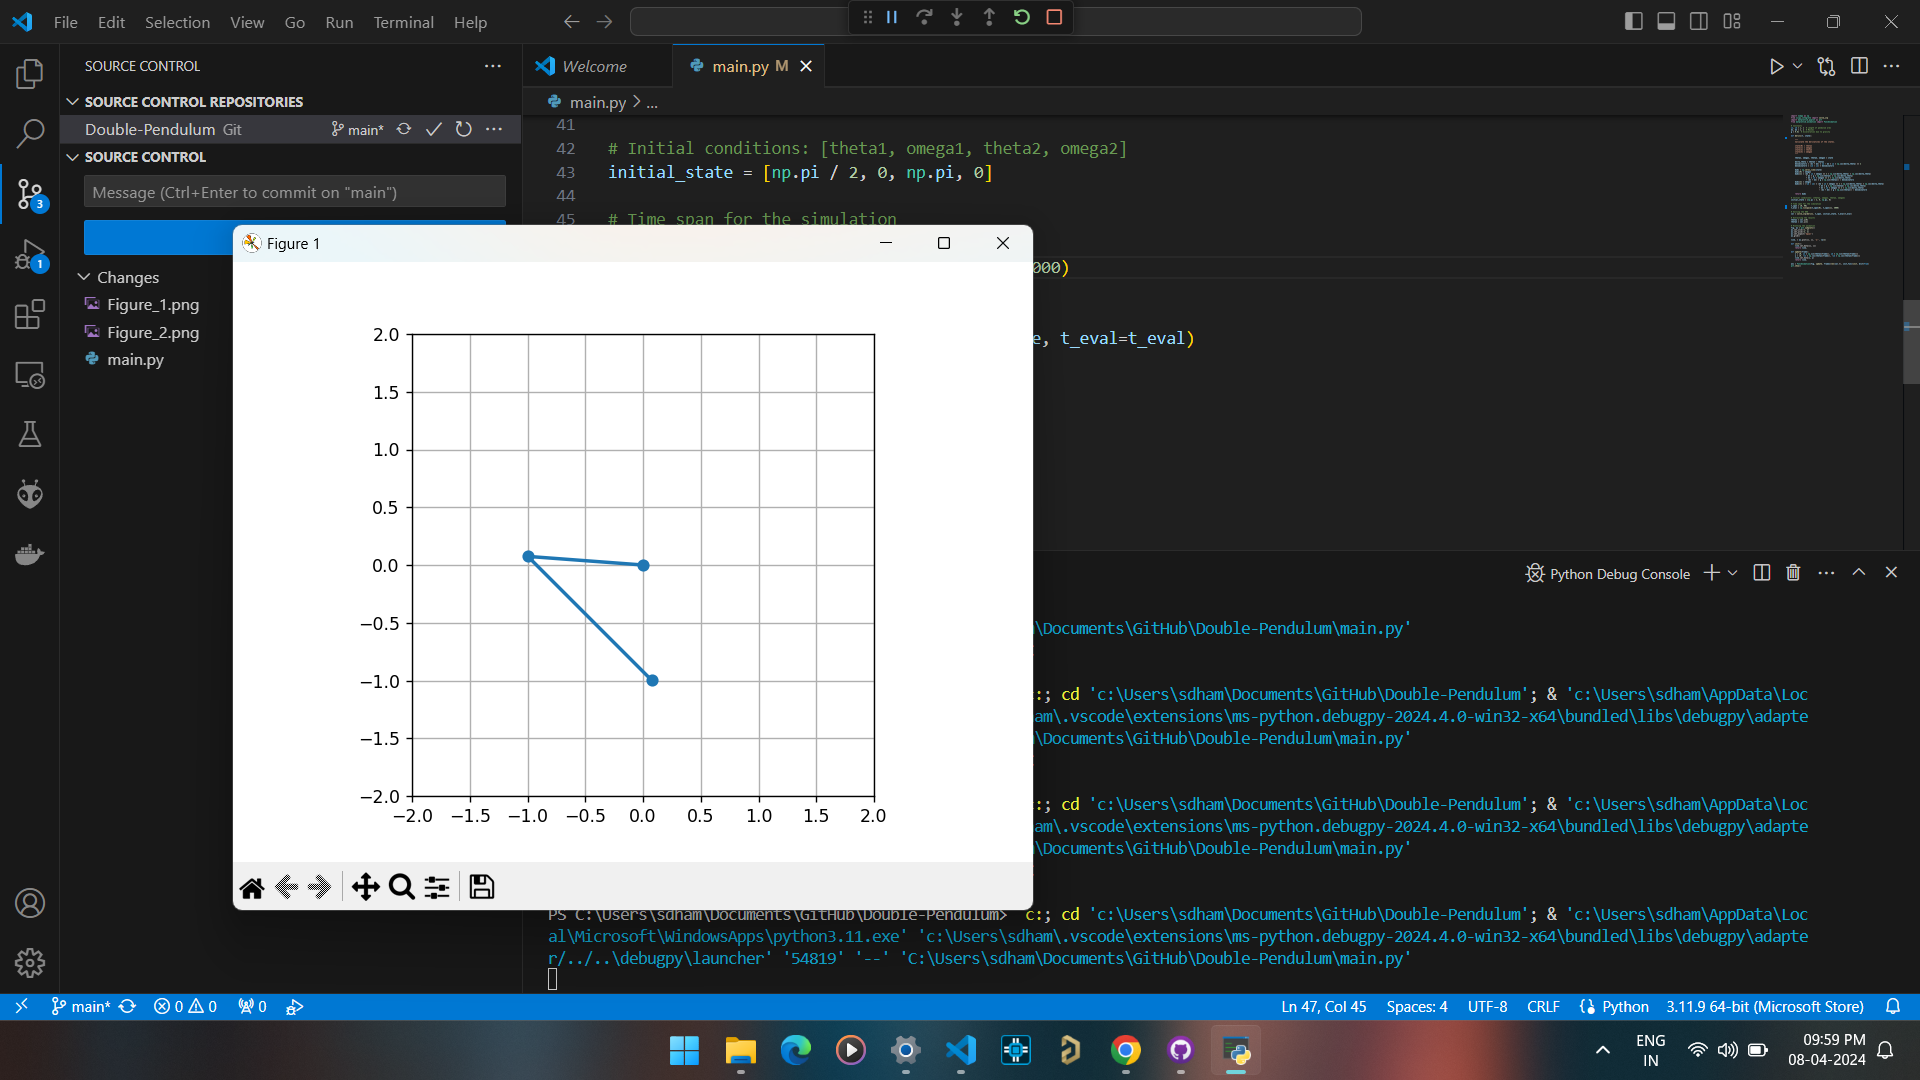 File Edit Selection View Go Run Terminal Help
SOURCE CONTROL
SOURCE CONTROL REPOSITORIES
Double-Pendulum Git main*
SOURCE CONTROL
Message (Ctrl+Enter to commit on "main")
Changes
Figure_1.png
Figure_2.png
main.py
3
1
Welcome
main.py M
main.py > ...
41
42 # Initial conditions: [theta1, omega1, theta2, omega2]
43 initial_state = [np.pi / 2, 0, np.pi, 0]
44
45 # Time span for the simulation
000)
e, t_eval=t_eval)
Figure 1
2.0
1.5
1.0
0.5
0.0
−0.5
−1.0
−1.5
−2.0
−2.0 −1.5 −1.0 −0.5 0.0 0.5 1.0 1.5 2.0
Python Debug Console
\Documents\GitHub\Double-Pendulum\main.py'
:; cd 'c:\Users\sdham\Documents\GitHub\Double-Pendulum'; & 'c:\Users\sdham\AppData\Loc
am\.vscode\extensions\ms-python.debugpy-2024.4.0-win32-x64\bundled\libs\debugpy\adapte
\Documents\GitHub\Double-Pendulum\main.py'
:; cd 'c:\Users\sdham\Documents\GitHub\Double-Pendulum'; & 'c:\Users\sdham\AppData\Loc
am\.vscode\extensions\ms-python.debugpy-2024.4.0-win32-x64\bundled\libs\debugpy\adapte
\Documents\GitHub\Double-Pendulum\main.py'
PS C:\Users\sdham\Documents\GitHub\Double-Pendulum> c:; cd 'c:\Users\sdham\Documents\GitHub\Double-Pendulum'; & 'c:\Users\sdham\AppData\Loc
al\Microsoft\WindowsApps\python3.11.exe' 'c:\Users\sdham\.vscode\extensions\ms-python.debugpy-2024.4.0-win32-x64\bundled\libs\debugpy\adapte
r/../..\debugpy\launcher' '54819' '--' 'C:\Users\sdham\Documents\GitHub\Double-Pendulum\main.py'
main* 0 0 0
Ln 47, Col 45 Spaces: 4 UTF-8 CRLF Python 3.11.9 64-bit (Microsoft Store)
ENG
IN
09:59 PM
08-04-2024